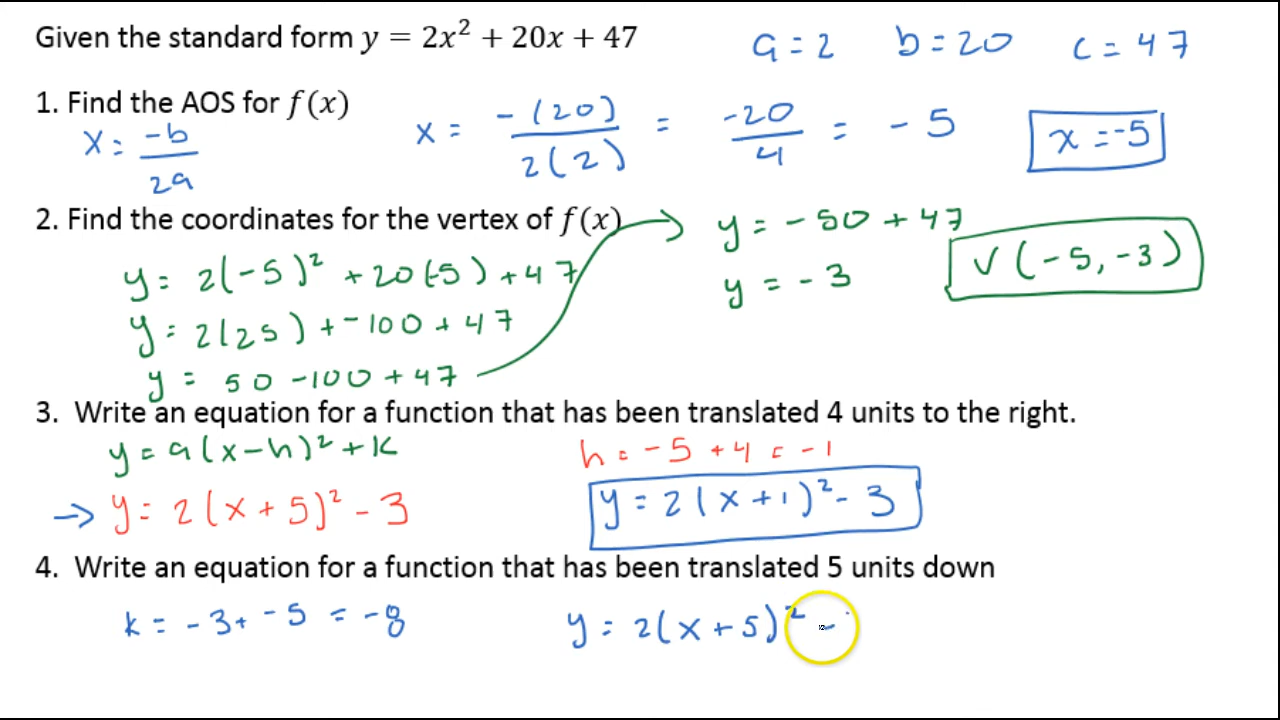 Given the standard form y = 2x² + 20x + 47
a = 2 b = 20 c = 47
1. Find the AOS for f(x)
x = -b/2a x = -(20)/2(2) = -20/4 = -5 x = -5
2. Find the coordinates for the vertex of f(x)
y = 2(-5)² + 20(-5) + 47
y = 2(25) + -100 + 47
y = 50 - 100 + 47
y = -50 + 47
y = -3
V(-5, -3)
3. Write an equation for a function that has been translated 4 units to the right.
y = a(x-h)² + k
→ y = 2(x + 5)² - 3
h = -5 + 4 = -1
y = 2(x + 1)² - 3
4. Write an equation for a function that has been translated 5 units down
k = -3 + -5 = -8 y = 2(x + 5)² -